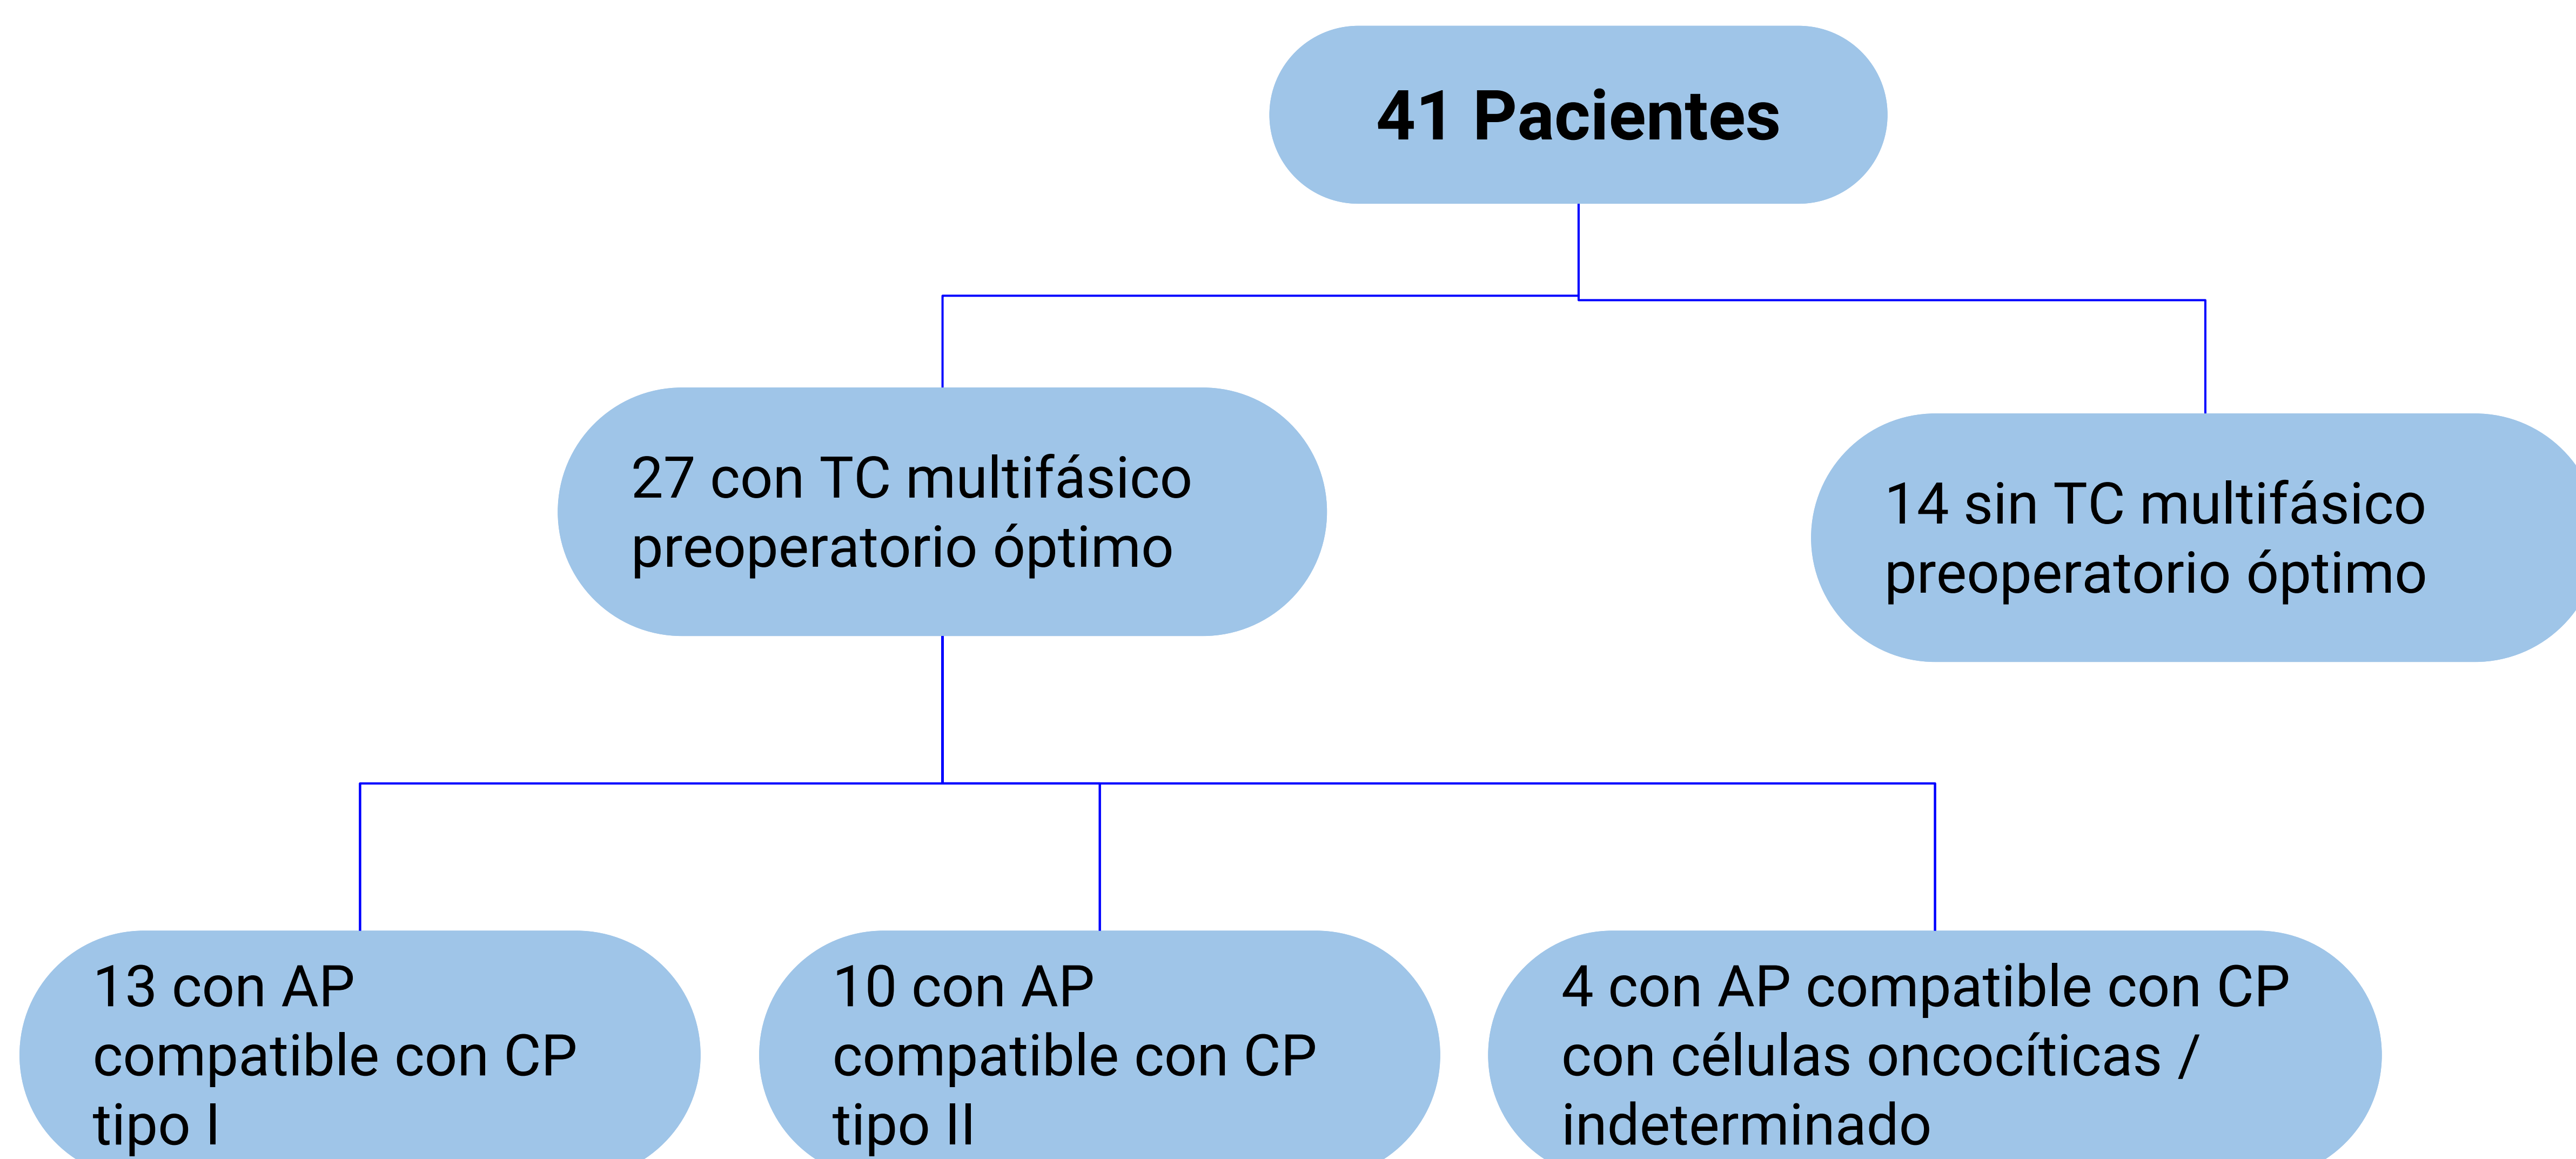 41 Pacientes
27 con TC multifásico
preoperatorio óptimo
14 sin TC multifásico
preoperatorio óptimo
13 con AP
compatible con CP
tipo I
10 con AP
compatible con CP
tipo II
4 con AP compatible con CP
con células oncocíticas /
indeterminado